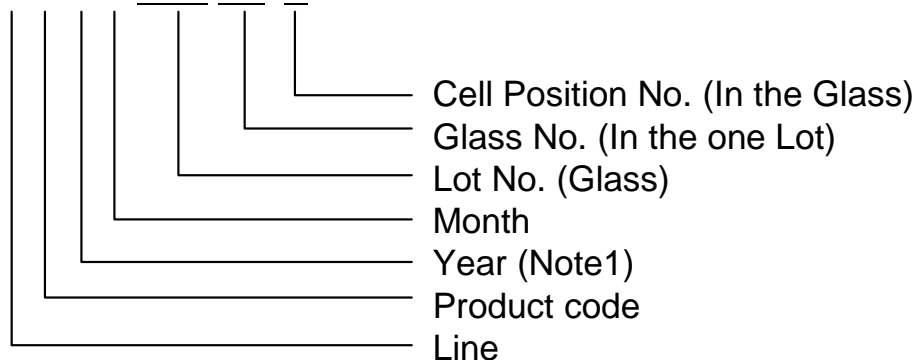 Cell Position No. (In the Glass)
Glass No. (In the one Lot)
Lot No. (Glass)
Month
Year (Note1)
Product code
Line